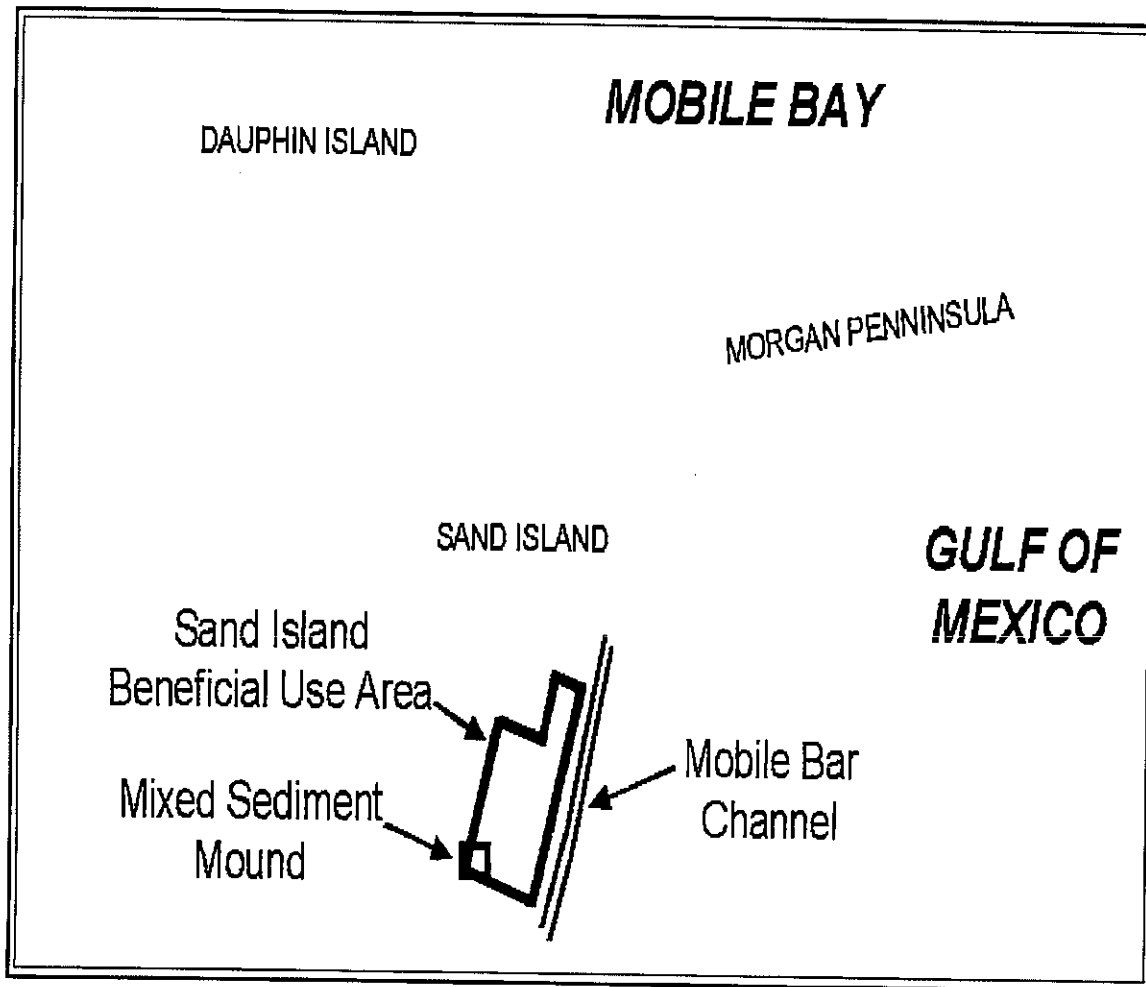 MOBILE BAY
DAUPHIN ISLAND
MORGAN PENNINSULA
SAND ISLAND
GULF OF
MEXICO
Sand Island
Beneficial Use Area
Mixed Sediment
Mound
Mobile Bar
Channel